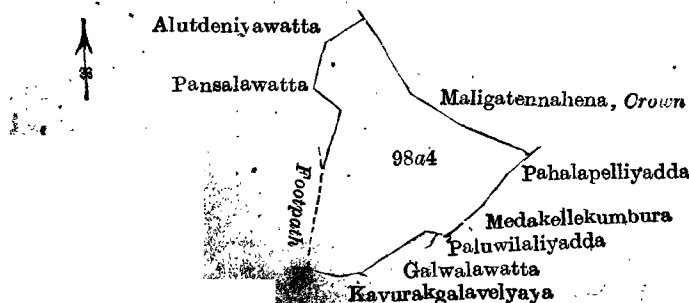 Alutdeniyawatta
Pansalawatta
Maligatennahena, Crown
98a4
Pahalapelliyadda
Footpath
Medakellekumbura
Paluwilaliyadda
Galwalawatta
Kavurakgalavelyaya